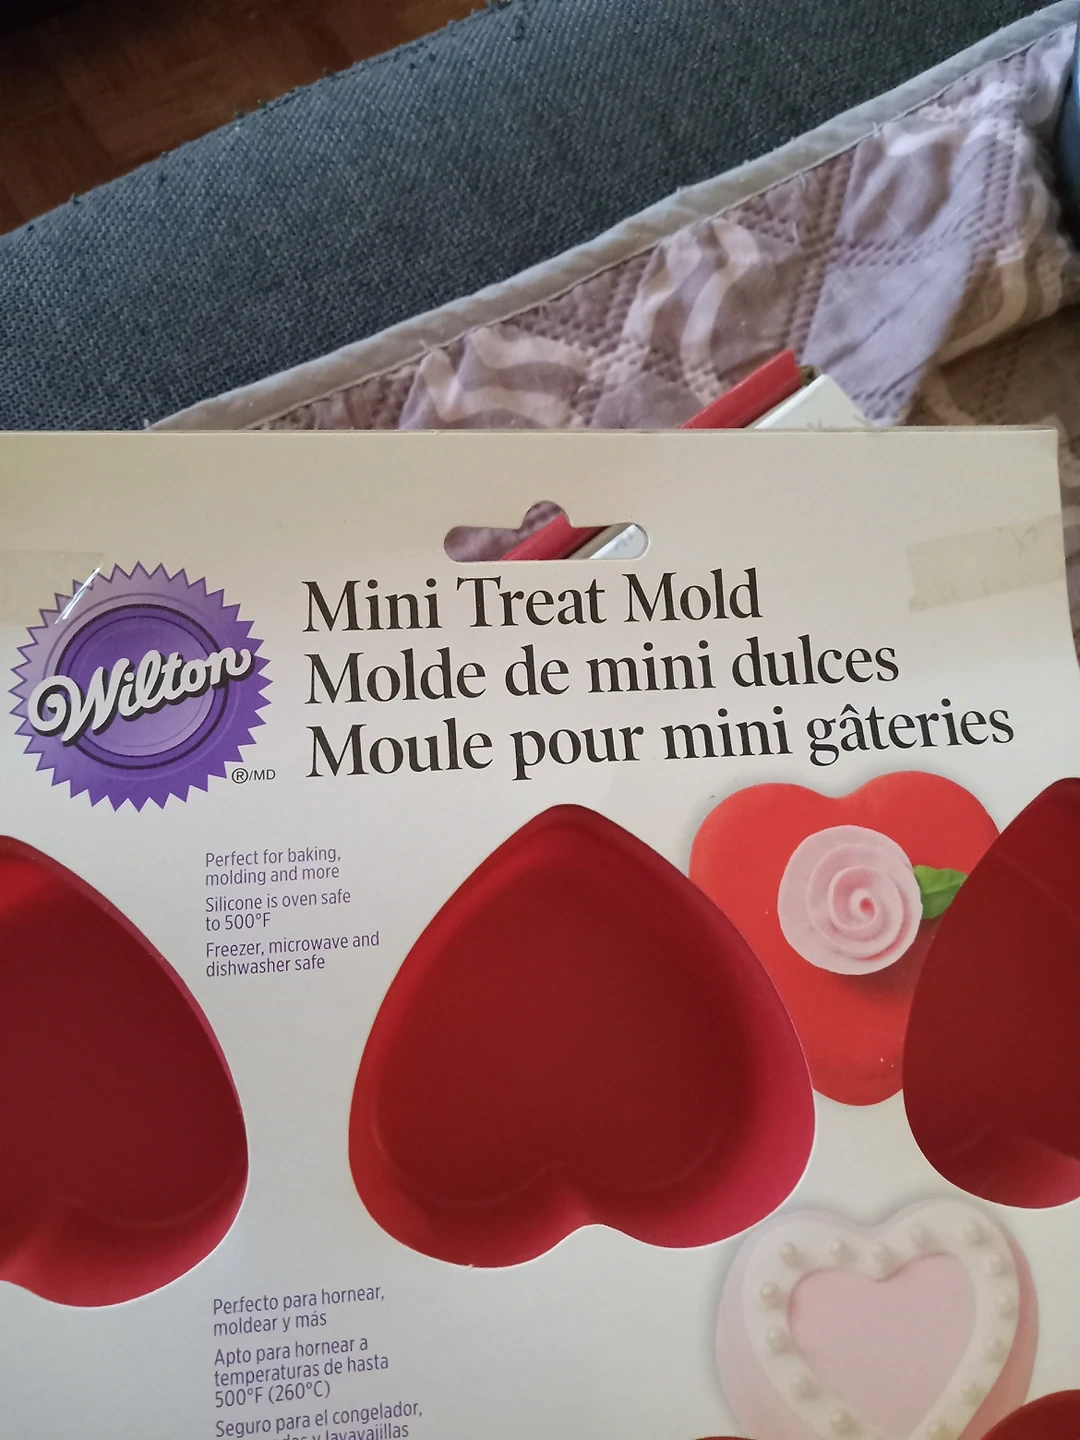 Wilton
®/MD
Mini Treat Mold
Molde de mini dulces
Moule pour mini gâteries
Perfect for baking,
molding and more
Silicone is oven safe
to 500°F
Freezer, microwave and
dishwasher safe
Perfecto para hornear,
moldear y más
Apto para hornear a
temperaturas de hasta
500°F (260°C)
Seguro para el congelador,
y lavavajillas